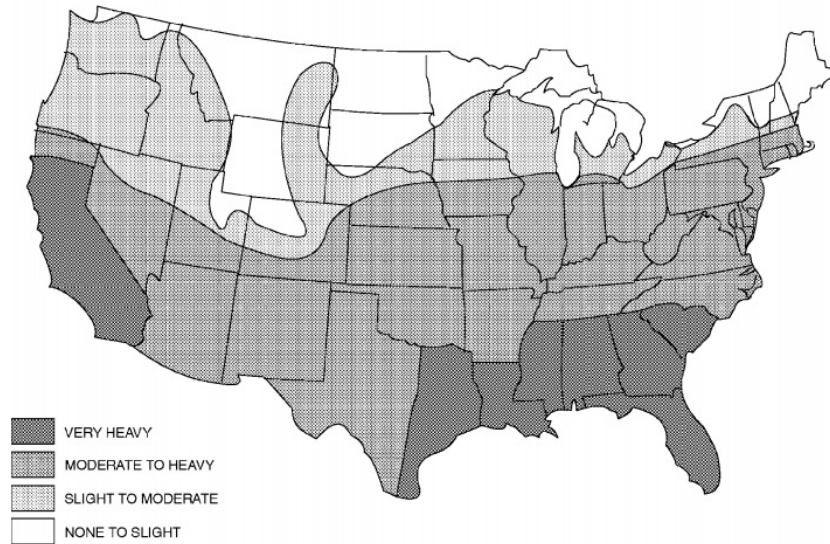 VERY HEAVY
MODERATE TO HEAVY
SLIGHT TO MODERATE
NONE TO SLIGHT